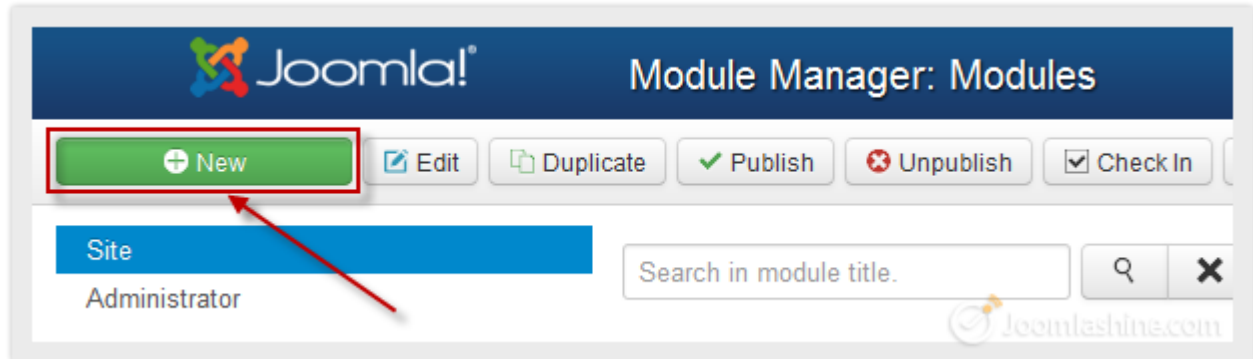 Joomla!® Module Manager: Modules
New Edit Duplicate Publish Unpublish Check In
Site
Search in module title.
Administrator
Joomlashine.com